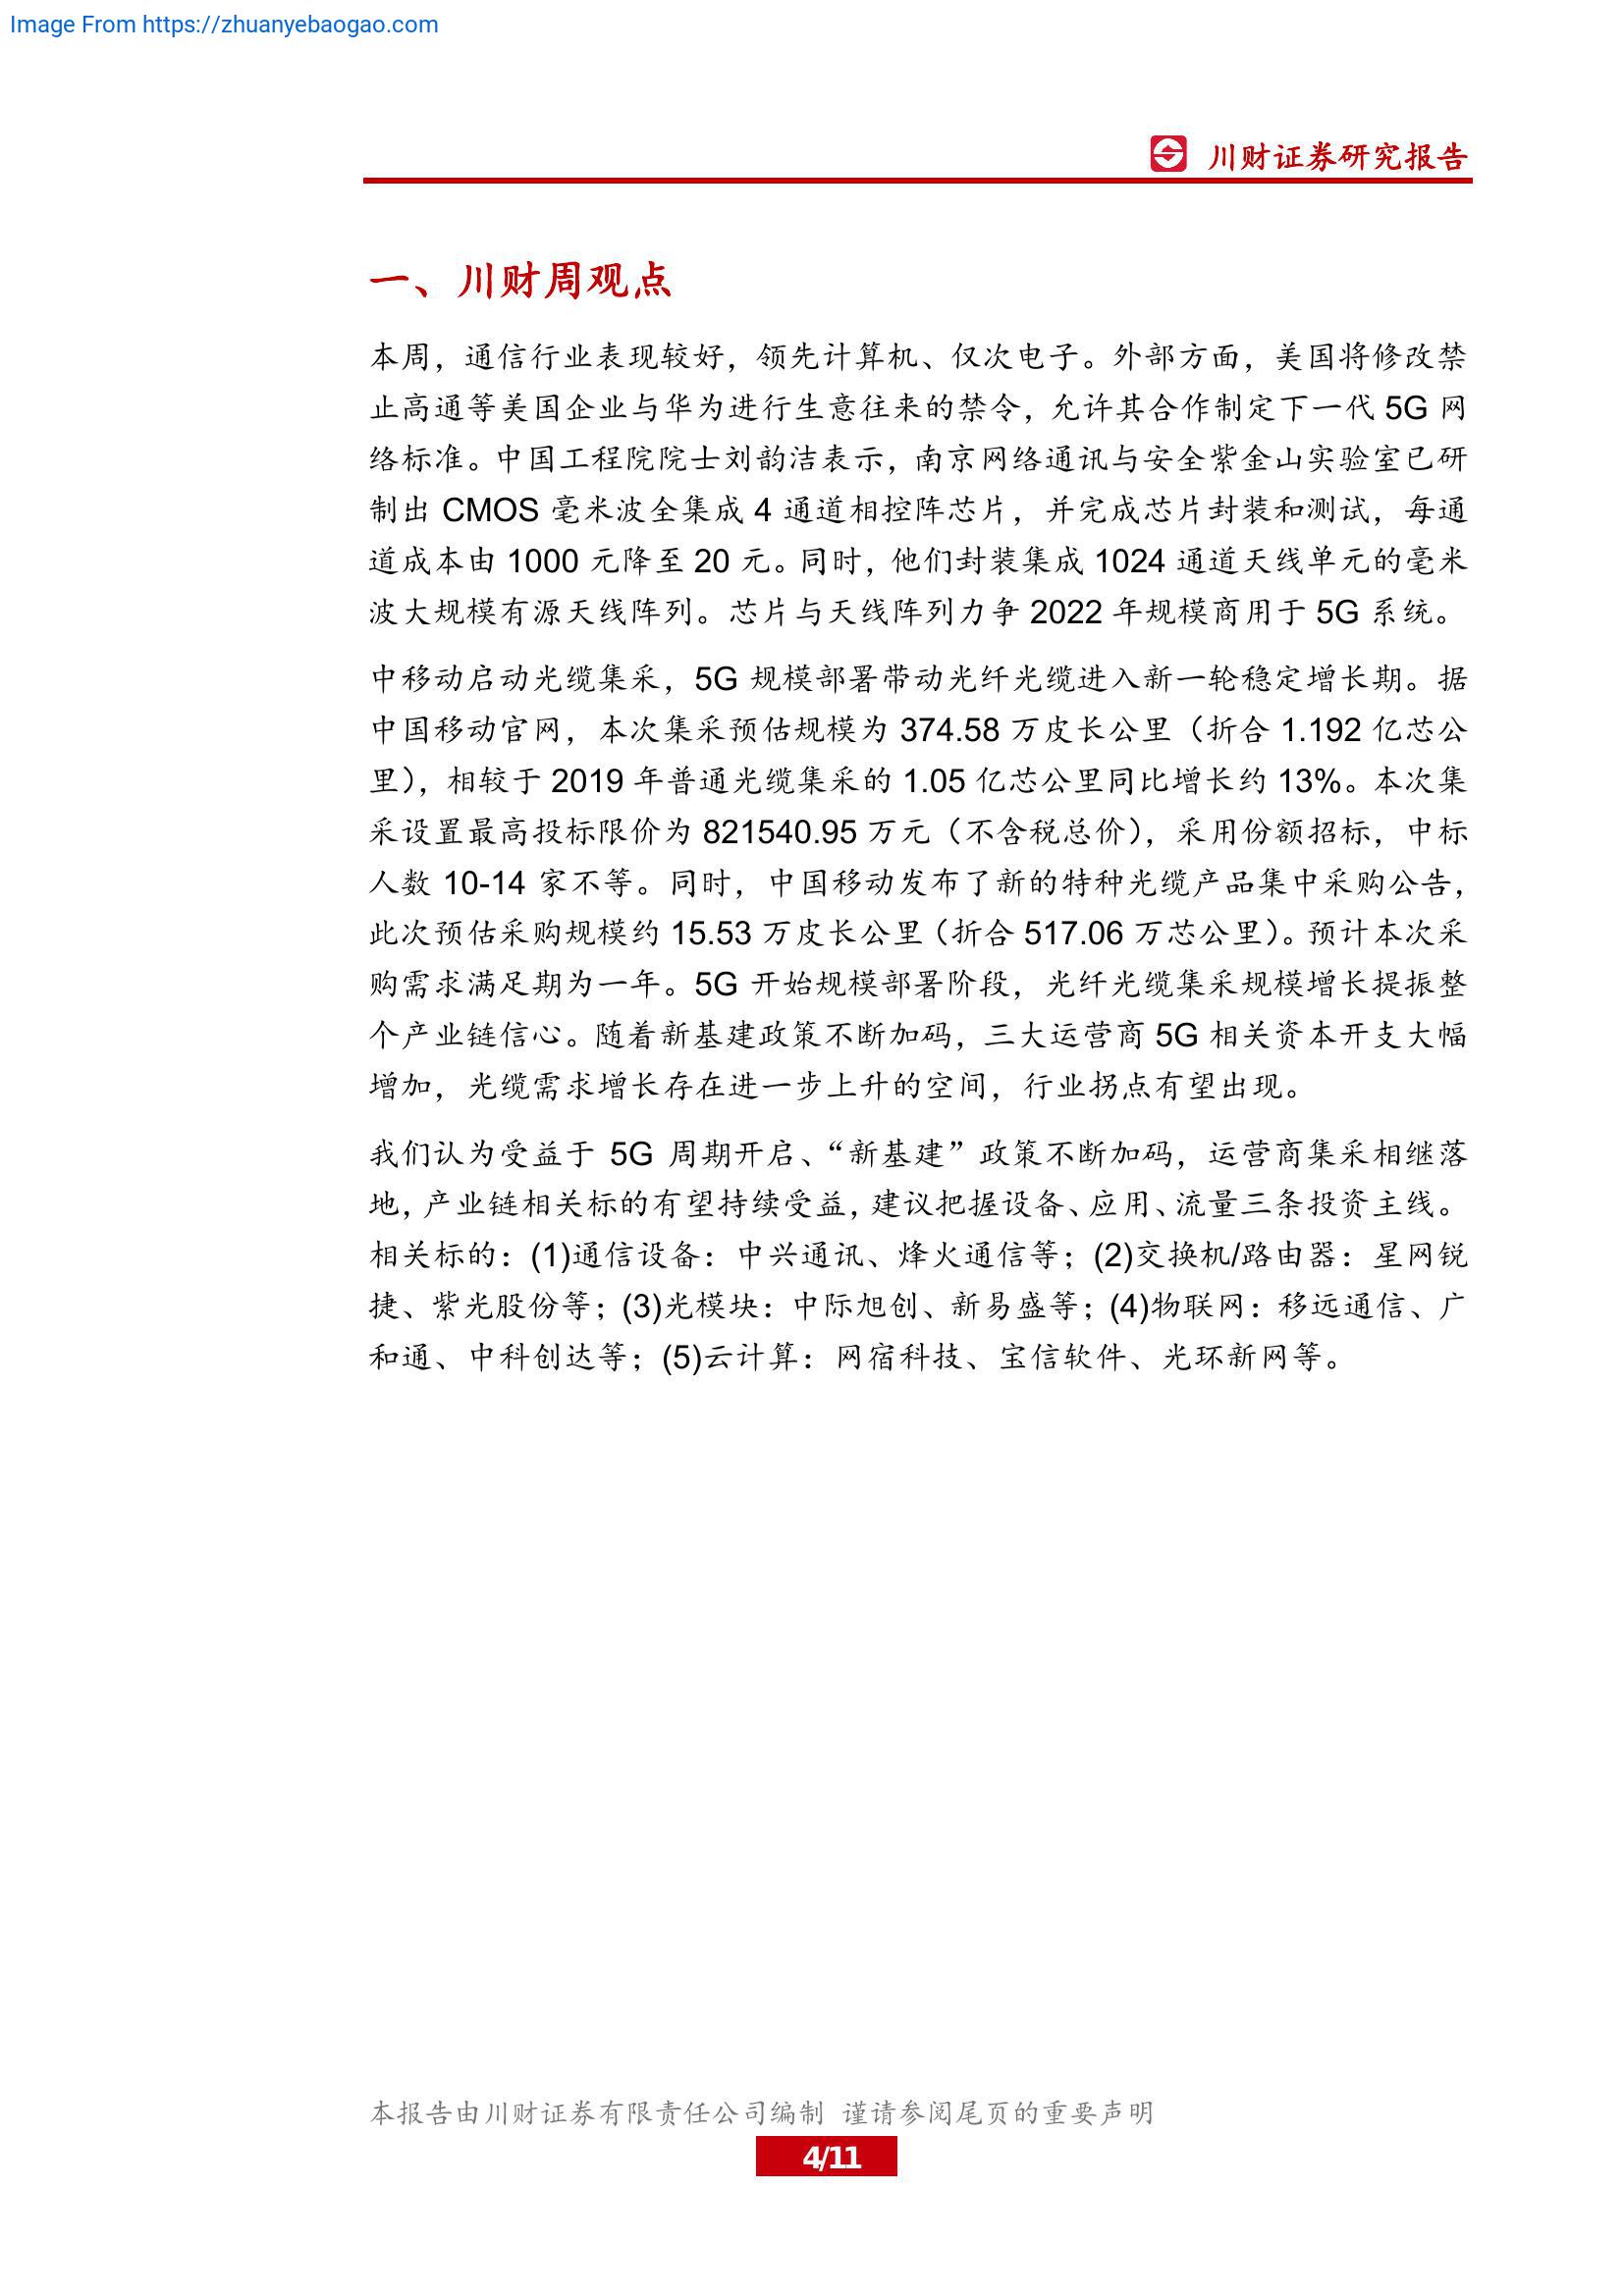 Image From https://zhuanyebaogao.com
川财证券研究报告
一、川财周观点
本周，通信行业表现较好，领先计算机、仅次电子。外部方面，美国将修改禁
止高通等美国企业与华为进行生意往来的禁令，允许其合作制定下一代 5G 网
络标准。中国工程院院士刘韵洁表示，南京网络通讯与安全紫金山实验室已研
制出 CMOS 毫米波全集成 4 通道相控阵芯片，并完成芯片封装和测试，每通
道成本由 1000 元降至 20 元。同时，他们封装集成 1024 通道天线单元的毫米
波大规模有源天线阵列。芯片与天线阵列力争 2022 年规模商用于 5G 系统。
中移动启动光缆集采，5G 规模部署带动光纤光缆进入新一轮稳定增长期。据
中国移动官网，本次集采预估规模为 374.58 万皮长公里（折合 1.192 亿芯公
里），相较于 2019 年普通光缆集采的 1.05 亿芯公里同比增长约 13%。本次集
采设置最高投标限价为 821540.95 万元（不含税总价），采用份额招标，中标
人数 10-14 家不等。同时，中国移动发布了新的特种光缆产品集中采购公告，
此次预估采购规模约 15.53 万皮长公里（折合 517.06 万芯公里）。预计本次采
购需求满足期为一年。5G 开始规模部署阶段，光纤光缆集采规模增长提振整
个产业链信心。随着新基建政策不断加码，三大运营商 5G 相关资本开支大幅
增加，光缆需求增长存在进一步上升的空间，行业拐点有望出现。
我们认为受益于 5G 周期开启、“新基建”政策不断加码，运营商集采相继落
地，产业链相关标的有望持续受益，建议把握设备、应用、流量三条投资主线。
相关标的：(1)通信设备：中兴通讯、烽火通信等；(2)交换机/路由器：星网锐
捷、紫光股份等；(3)光模块：中际旭创、新易盛等；(4)物联网：移远通信、广
和通、中科创达等；(5)云计算：网宿科技、宝信软件、光环新网等。
本报告由川财证券有限责任公司编制 谨请参阅尾页的重要声明
4/11